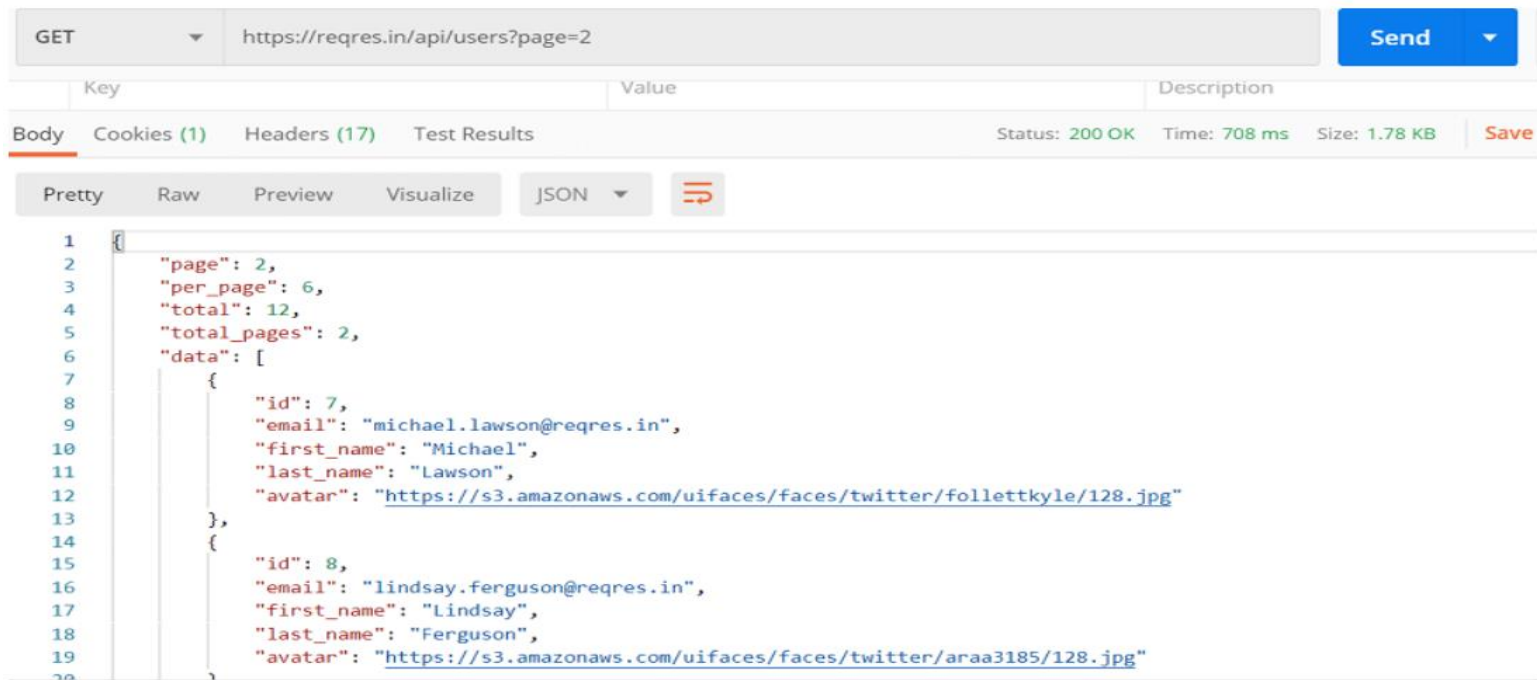 GET https://reqres.in/api/users?page=2 Send
Key Value Description
Body Cookies (1) Headers (17) Test Results Status: 200 OK Time: 708 ms Size: 1.78 KB Save
Pretty Raw Preview Visualize JSON
1 {
2 "page": 2,
3 "per_page": 6,
4 "total": 12,
5 "total_pages": 2,
6 "data": [
7 {
8 "id": 7,
9 "email": "michael.lawson@reqres.in",
10 "first_name": "Michael",
11 "last_name": "Lawson",
12 "avatar": "https://s3.amazonaws.com/uifaces/faces/twitter/follettkyle/128.jpg"
13 },
14 {
15 "id": 8,
16 "email": "lindsay.ferguson@reqres.in",
17 "first_name": "Lindsay",
18 "last_name": "Ferguson",
19 "avatar": "https://s3.amazonaws.com/uifaces/faces/twitter/araa3185/128.jpg"